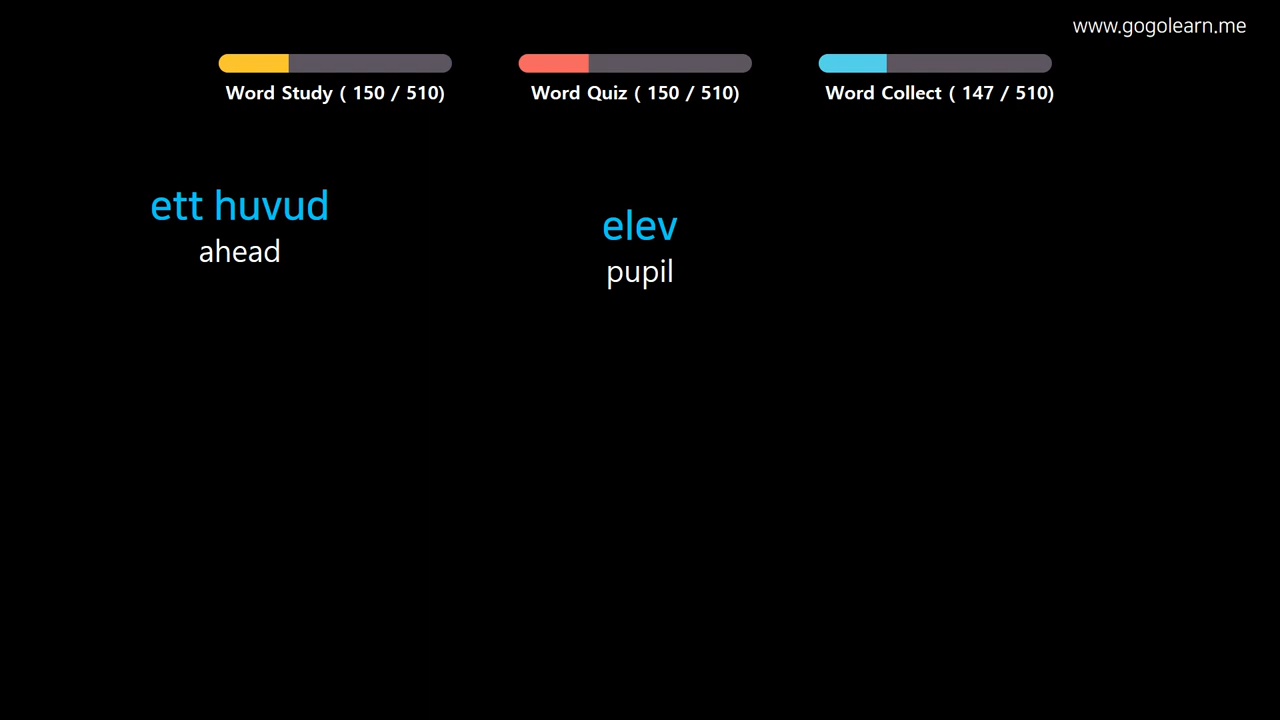 www.gogolearn.me
Word Study ( 150 / 510)
Word Quiz ( 150 / 510)
Word Collect ( 147 / 510)
ett huvud
ahead
elev
pupil